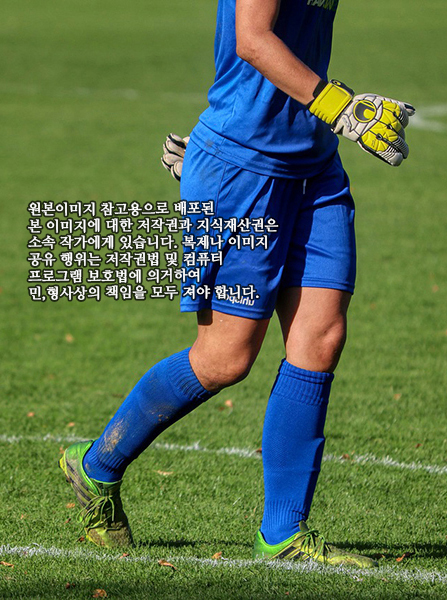 원본이미지 참고용으로 배포된
본 이미지에 대한 저작권과 지식재산권은
소속 작가에게 있습니다. 복제나 이미지
공유 행위는 저작권법 및 컴퓨터
프로그램 보호법에 의거하여
민,형사상의 책임을 모두 져야 합니다.